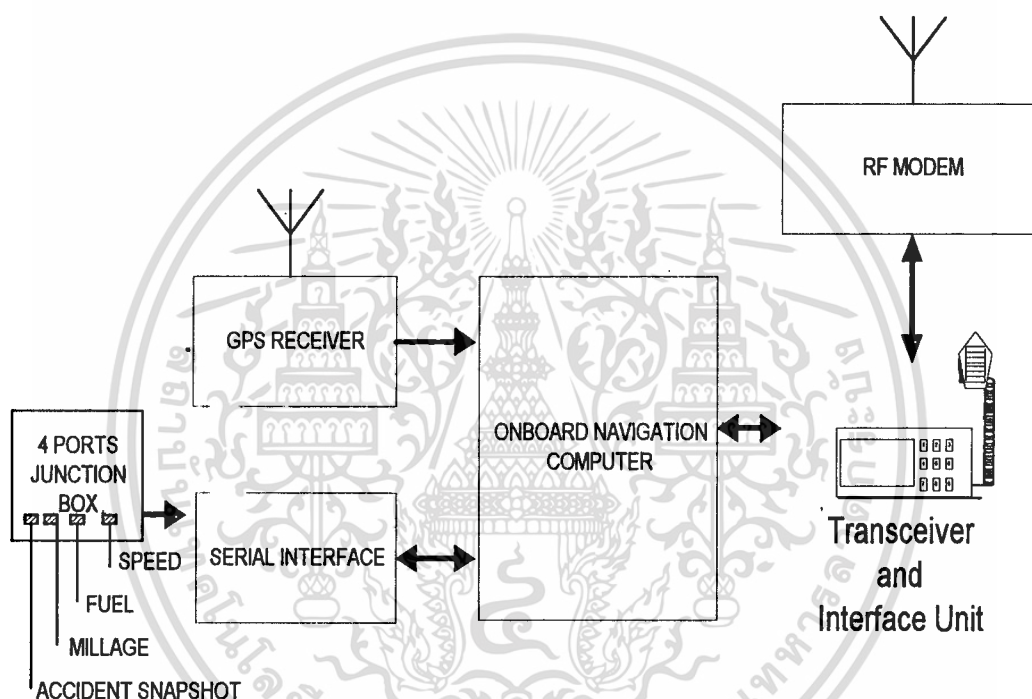 RF MODEM
GPS RECEIVER
4 PORTS
JUNCTION
BOX
ONBOARD NAVIGATION
COMPUTER
SERIAL INTERFACE
SPEED
FUEL
MILLAGE
ACCIDENT SNAPSHOT
Transceiver
and
Interface Unit